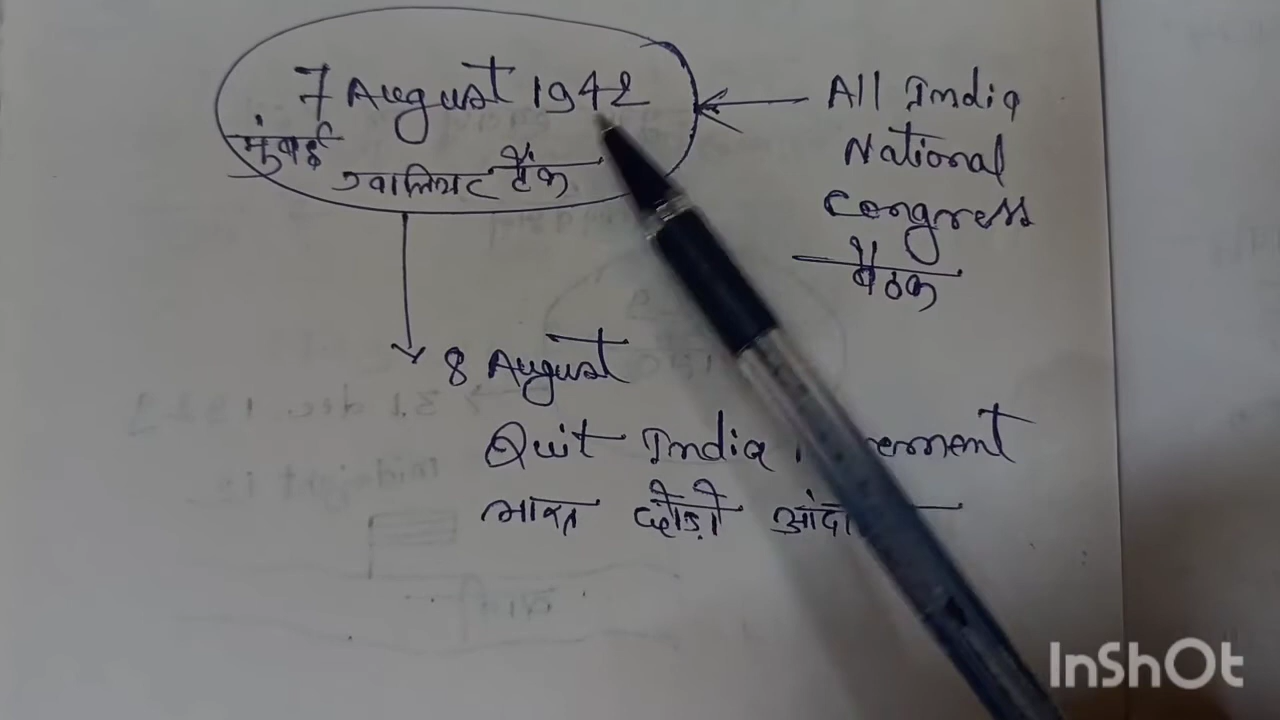 7 August 1942
मुंबई
ग्वालियर टैंक
All India
National
Congress
बैठक
8 August
Quit India
भारत छोड़ो
InShOt